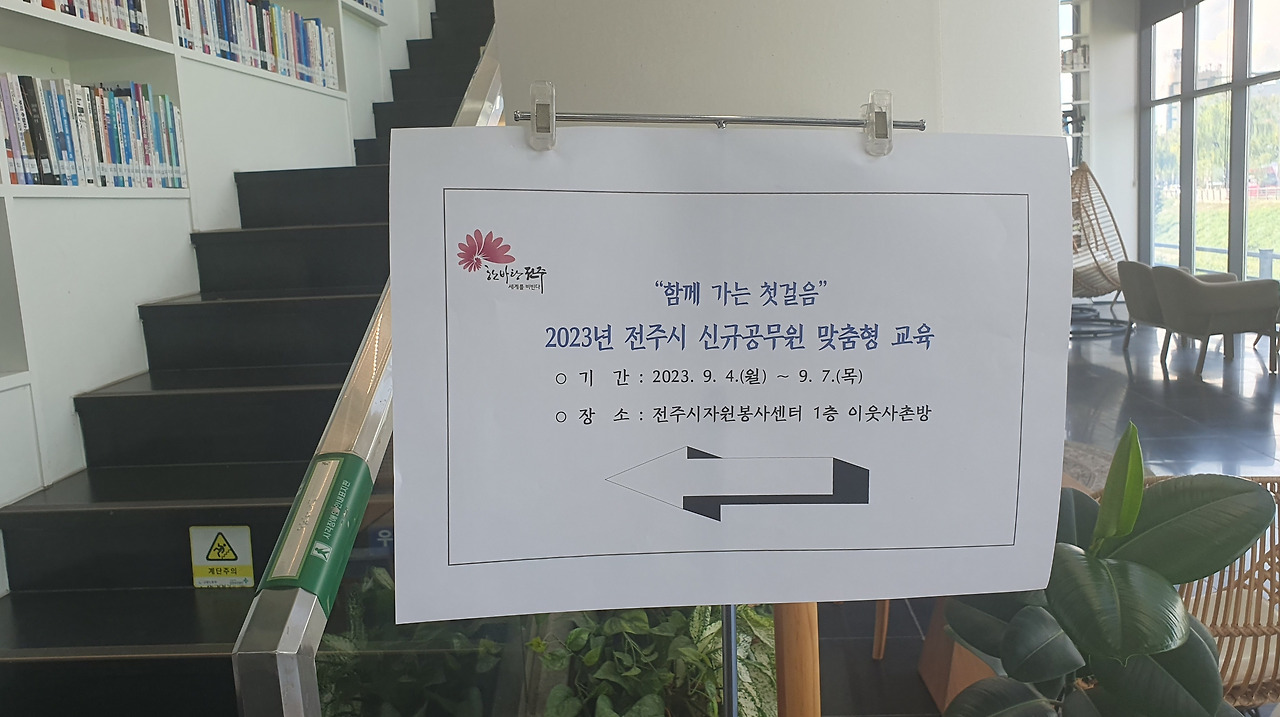 한바탕전주
세계를 비빈다
“함께 가는 첫걸음”
2023년 전주시 신규공무원 맞춤형 교육
○ 기 간 : 2023. 9. 4.(월) ~ 9. 7.(목)
○ 장 소 : 전주시자원봉사센터 1층 이웃사촌방
계단주의
우